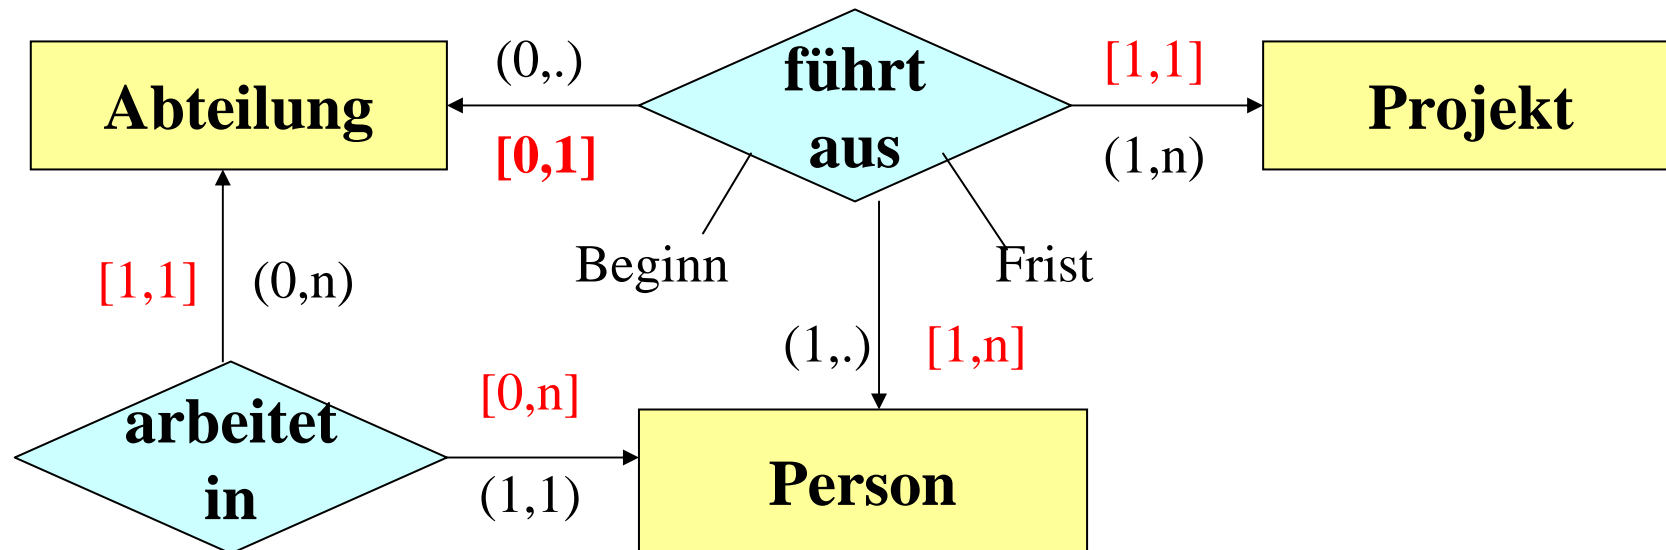 (0,.)
führt
aus
[1,1]
Abteilung
Projekt
[0,1]
(1,n)
Beginn
Frist
[1,1]
(0,n)
(1,.)
[1,n]
[0,n]
arbeitet
in
(1,1)
Person